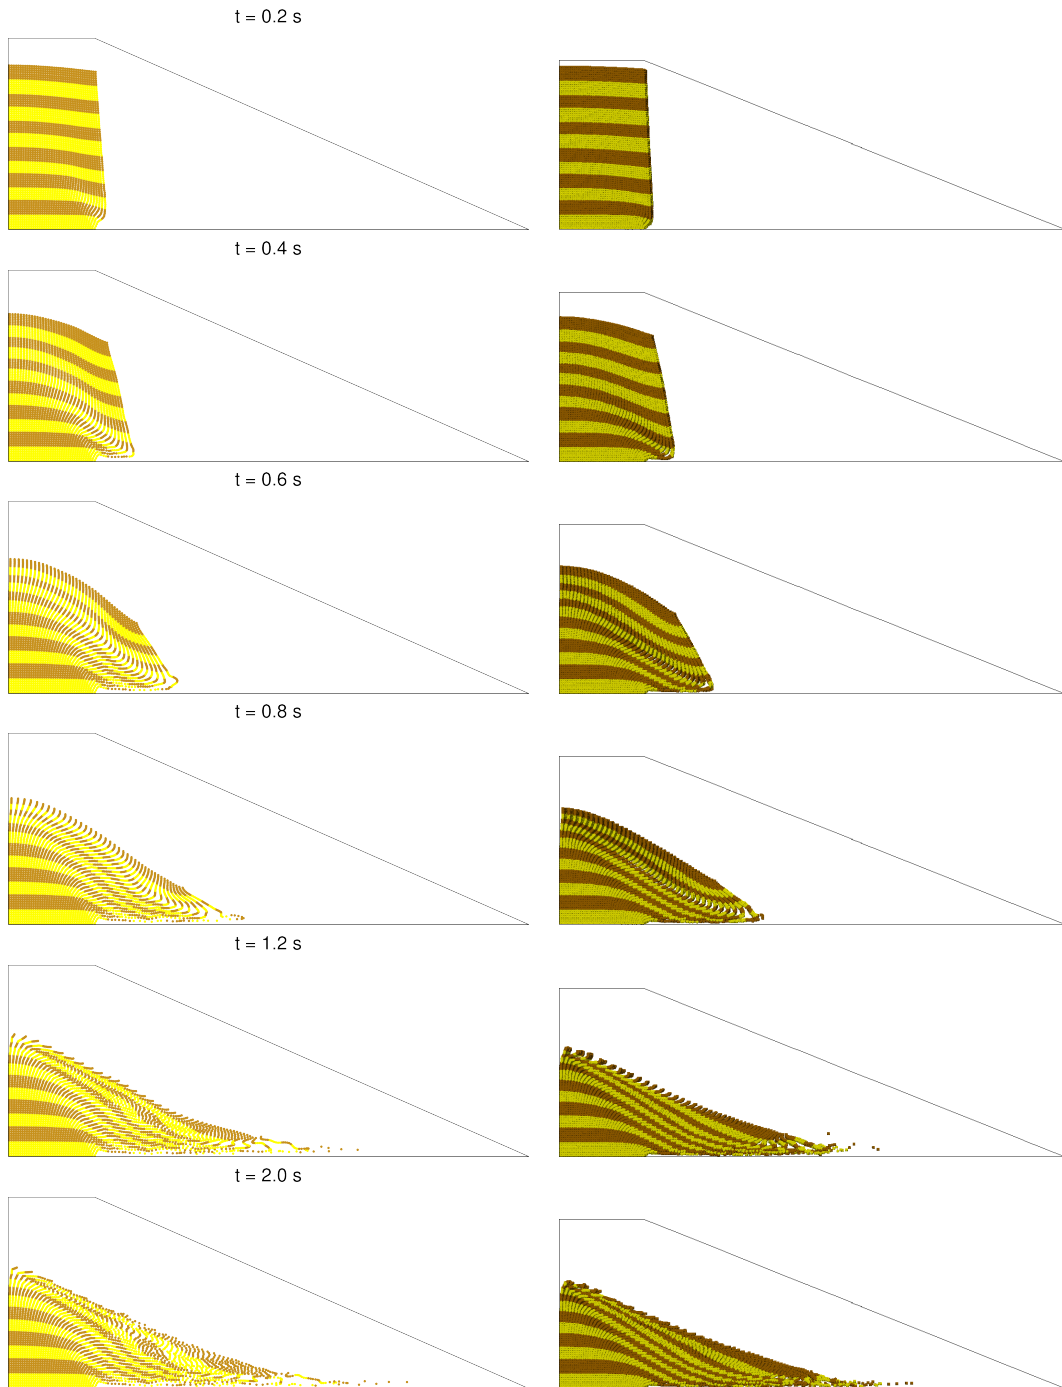 t = 0.2 s
t = 0.4 s
t = 0.6 s
t = 0.8 s
t = 1.2 s
t = 2.0 s